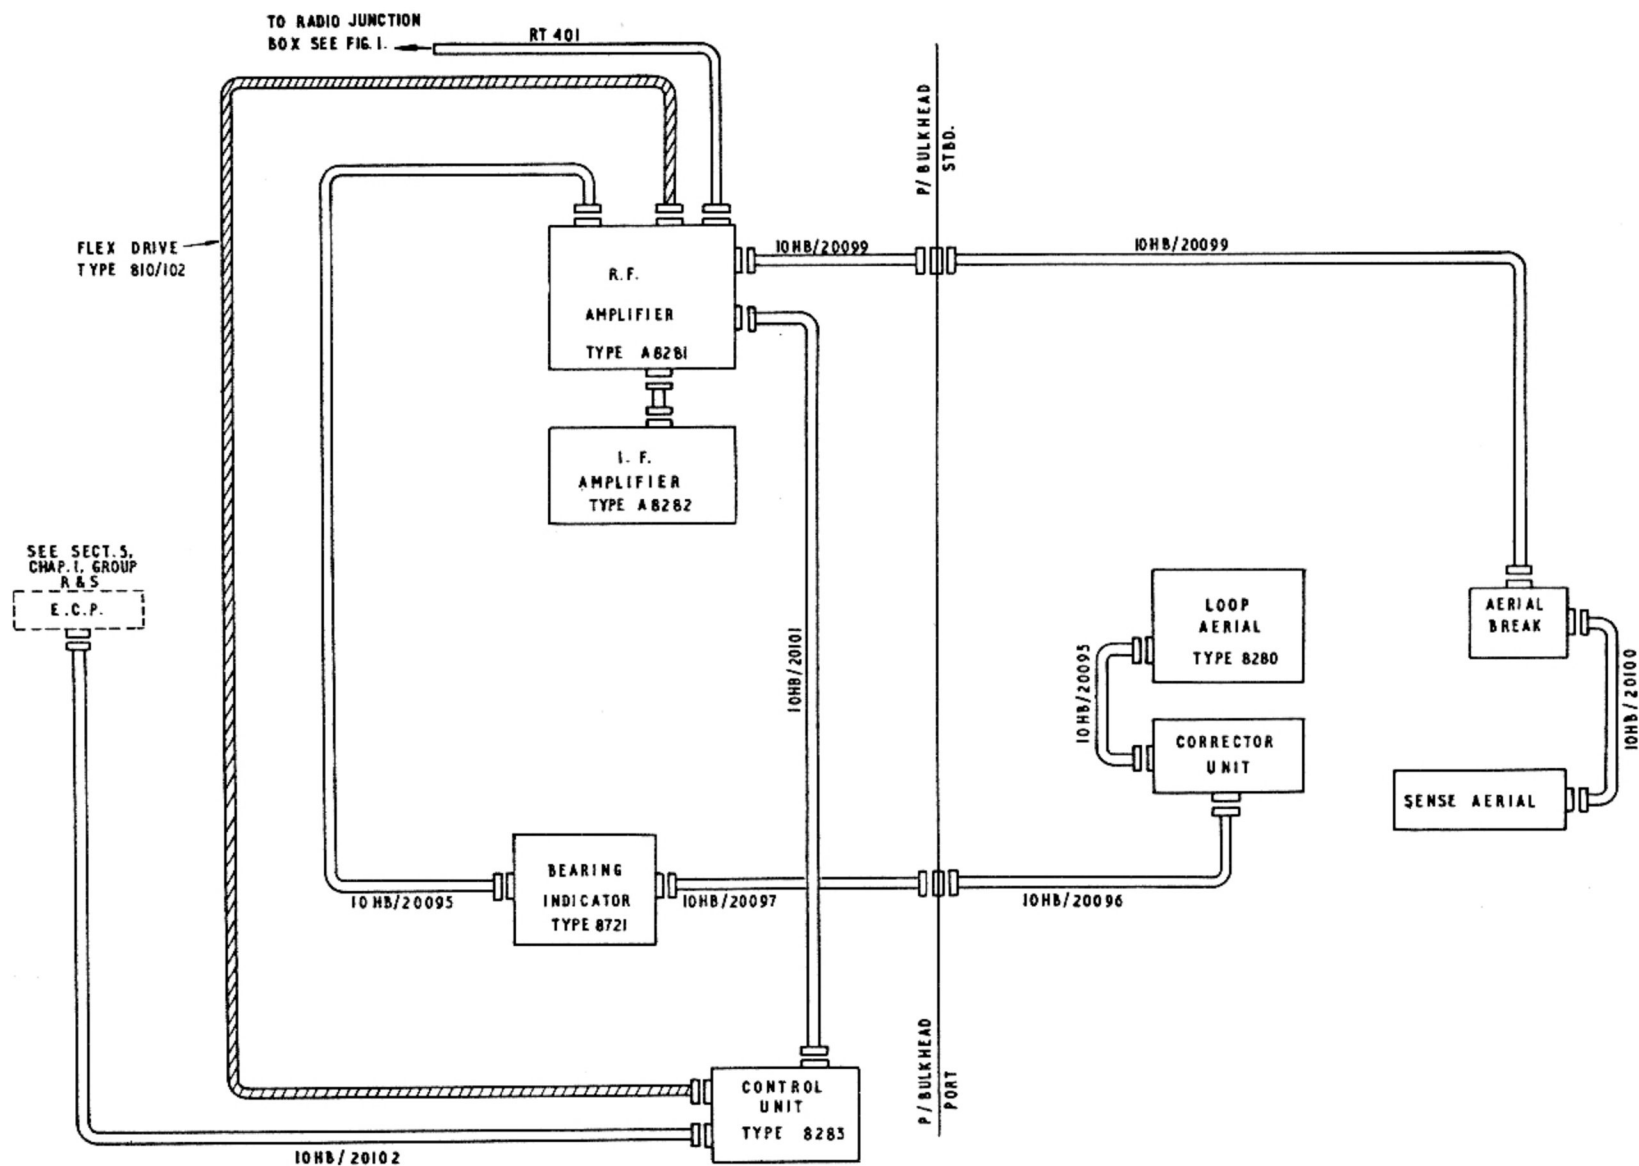 TO RADIO JUNCTION
BOX SEE FIG. 1.
RT 401
P/BULKHEAD
STBD.
FLEX DRIVE
TYPE 810/102
10HB/20099
10HB/20099
R.F.
AMPLIFIER
TYPE A8281
I.F.
AMPLIFIER
TYPE A8282
SEE SECT. 5,
CHAP. 1, GROUP
R & S
E.C.P.
10HB/20101
LOOP
AERIAL
TYPE 8280
10HB/20095
CORRECTOR
UNIT
AERIAL
BREAK
10HB/20100
SENSE AERIAL
BEARING
INDICATOR
TYPE 8721
10HB/20095
10HB/20097
10HB/20096
P/BULKHEAD
PORT
CONTROL
UNIT
TYPE 8283
10HB/20102